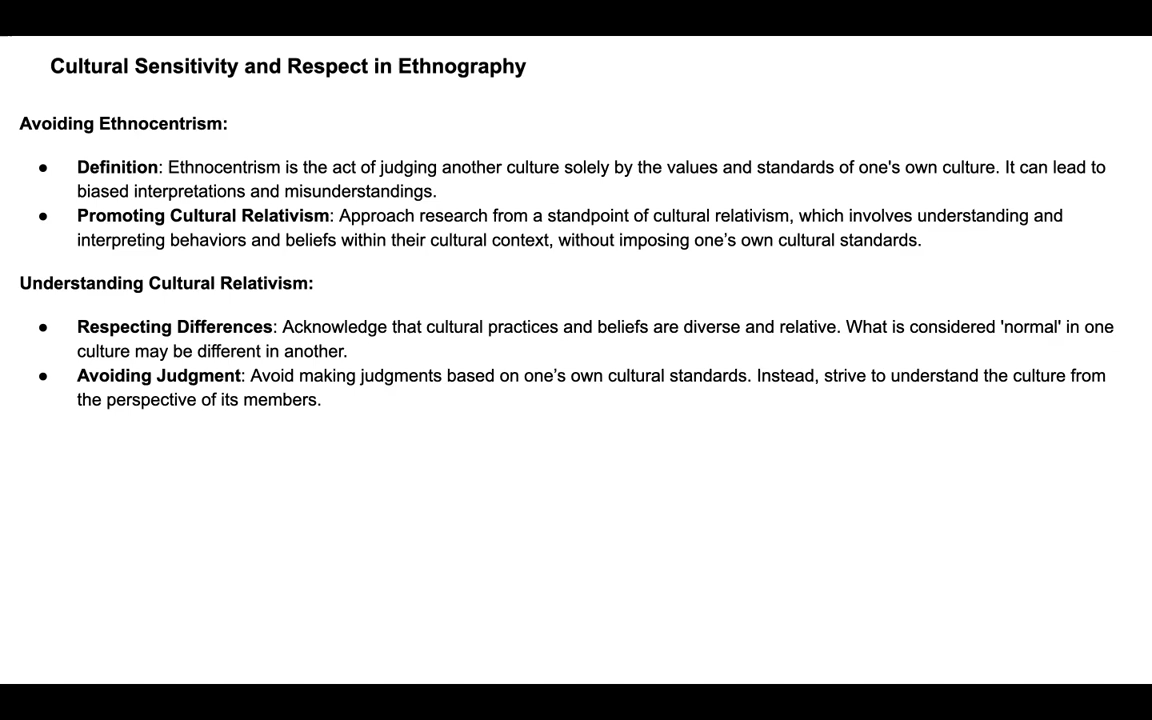 Cultural Sensitivity and Respect in Ethnography
Avoiding Ethnocentrism:
● Definition: Ethnocentrism is the act of judging another culture solely by the values and standards of one's own culture. It can lead to
biased interpretations and misunderstandings.
● Promoting Cultural Relativism: Approach research from a standpoint of cultural relativism, which involves understanding and
interpreting behaviors and beliefs within their cultural context, without imposing one’s own cultural standards.
Understanding Cultural Relativism:
● Respecting Differences: Acknowledge that cultural practices and beliefs are diverse and relative. What is considered 'normal' in one
culture may be different in another.
● Avoiding Judgment: Avoid making judgments based on one’s own cultural standards. Instead, strive to understand the culture from
the perspective of its members.